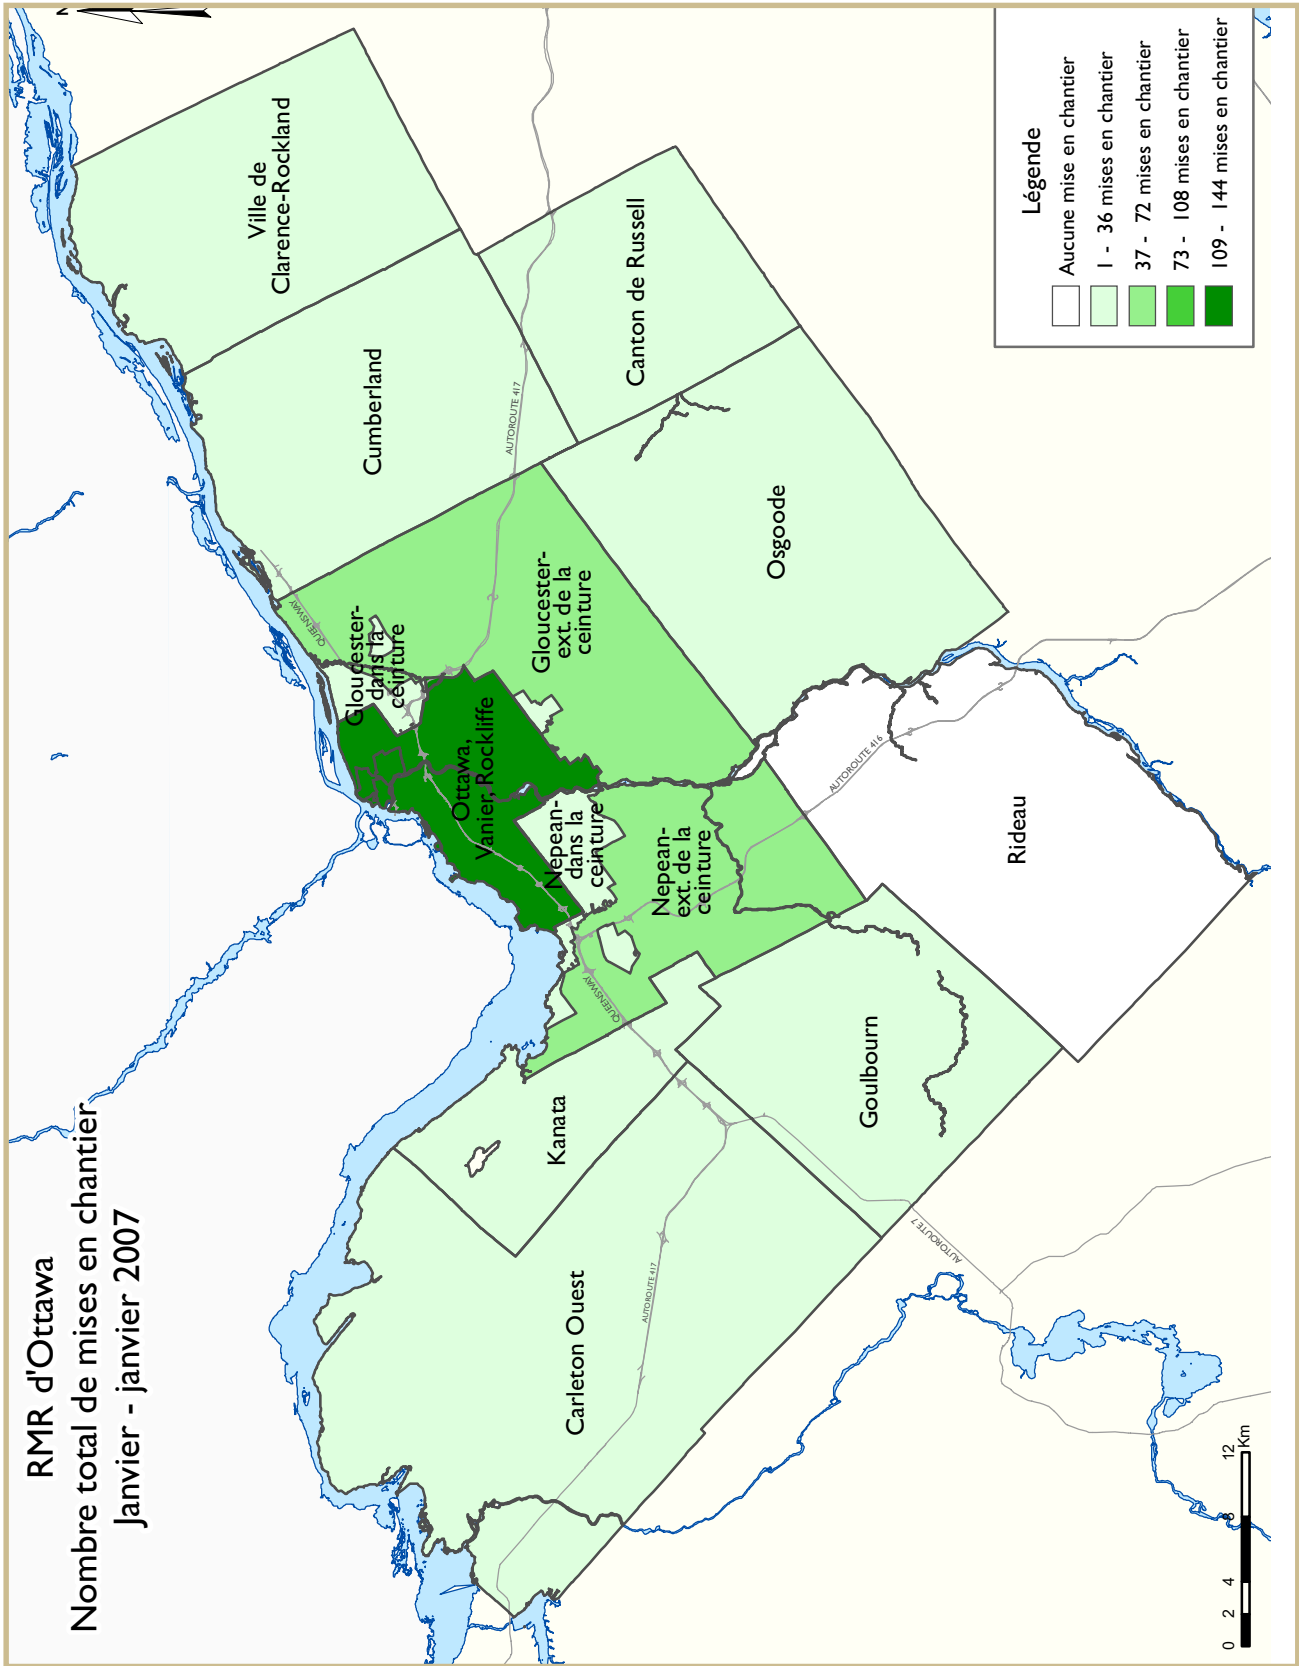 RMR d'Ottawa
Nombre total de mises en chantier
Janvier - janvier 2007
N
Ville de
Clarence-Rockland
Cumberland
Canton de Russell
AUTOROUTE 417
Osgoode
QUEENSWAY
Gloucester-
dans la
ceinture
Gloucester-
ext. de la
ceinture
Ottawa,
Vanier, Rockliffe
Nepean-
dans la
ceinture
Nepean-
ext. de la
ceinture
AUTOROUTE 416
Rideau
QUEENSWAY
Goulbourn
Kanata
Carleton Ouest
AUTOROUTE 417
AUTOROUTE 7
Légende
Aucune mise en chantier
1 - 36 mises en chantier
37 - 72 mises en chantier
73 - 108 mises en chantier
109 - 144 mises en chantier
0 2 4 8 12
Km